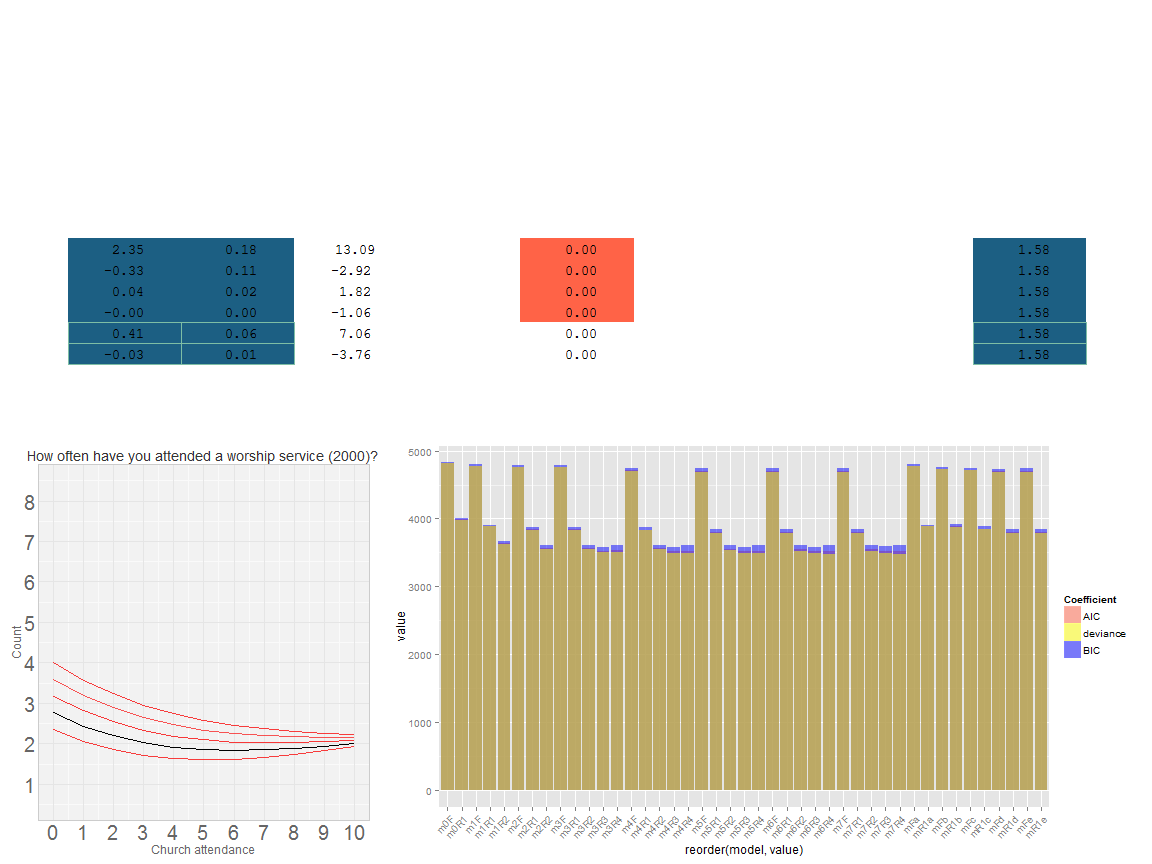 2.35 0.18 13.09 0.00 1.58
-0.33 0.11 -2.92 0.00 1.58
0.04 0.02 1.82 0.00 1.58
-0.00 0.00 -1.06 0.00 1.58
0.41 0.06 7.06 0.00 1.58
-0.03 0.01 -3.76 0.00 1.58
How often have you attended a worship service (2000)?
8
7
6
5
4
3
2
1
Count
0 1 2 3 4 5 6 7 8 9 10
Church attendance
5000
4000
3000
2000
1000
0
value
m0F m0R1 m1F m1R1 m1R2 m2F m2R1 m2R2 m3F m3R1 m3R2 m3R3 m3R4 m4F m4R1 m4R2 m4R3 m4R4 m5F m5R1 m5R2 m5R3 m5R4 m6F m6R1 m6R2 m6R3 m6R4 m7F m7R1 m7R2 m7R3 m7R4 mFa mR1a mFb mR1b mFc mR1c mFd mR1d mFe mR1e
reorder(model, value)
Coefficient
AIC
deviance
BIC